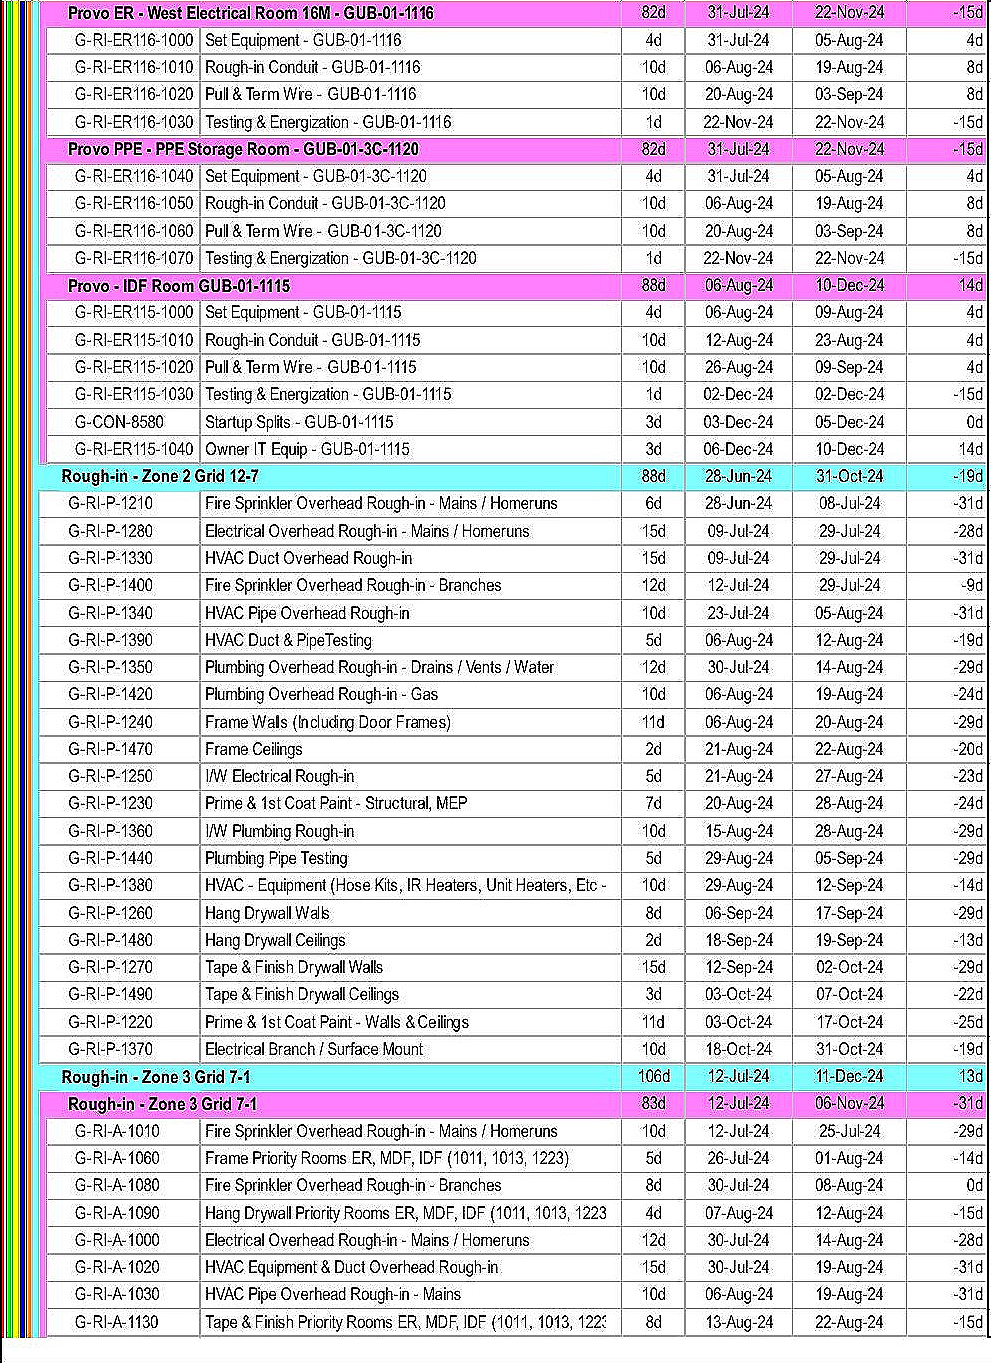 Provo ER - West Electrical Room 16M - GUB-01-1116 82d 31-Jul-24 22-Nov-24 -15d
G-RI-ER116-1000 Set Equipment - GUB-01-1116 4d 31-Jul-24 05-Aug-24 4d
G-RI-ER116-1010 Rough-in Conduit - GUB-01-1116 10d 06-Aug-24 19-Aug-24 8d
G-RI-ER116-1020 Pull & Term Wire - GUB-01-1116 10d 20-Aug-24 03-Sep-24 8d
G-RI-ER116-1030 Testing & Energization - GUB-01-1116 1d 22-Nov-24 22-Nov-24 -15d
Provo PPE - PPE Storage Room - GUB-01-3C-1120 82d 31-Jul-24 22-Nov-24 -15d
G-RI-ER116-1040 Set Equipment - GUB-01-3C-1120 4d 31-Jul-24 05-Aug-24 4d
G-RI-ER116-1050 Rough-in Conduit - GUB-01-3C-1120 10d 06-Aug-24 19-Aug-24 8d
G-RI-ER116-1060 Pull & Term Wire - GUB-01-3C-1120 10d 20-Aug-24 03-Sep-24 8d
G-RI-ER116-1070 Testing & Energization - GUB-01-3C-1120 1d 22-Nov-24 22-Nov-24 -15d
Provo - IDF Room GUB-01-1115 88d 06-Aug-24 10-Dec-24 14d
G-RI-ER115-1000 Set Equipment - GUB-01-1115 4d 06-Aug-24 09-Aug-24 4d
G-RI-ER115-1010 Rough-in Conduit - GUB-01-1115 10d 12-Aug-24 23-Aug-24 4d
G-RI-ER115-1020 Pull & Term Wire - GUB-01-1115 10d 26-Aug-24 09-Sep-24 4d
G-RI-ER115-1030 Testing & Energization - GUB-01-1115 1d 02-Dec-24 02-Dec-24 -15d
G-CON-8580 Startup Splits - GUB-01-1115 3d 03-Dec-24 05-Dec-24 0d
G-RI-ER115-1040 Owner IT Equip - GUB-01-1115 3d 06-Dec-24 10-Dec-24 14d
Rough-in - Zone 2 Grid 12-7 88d 28-Jun-24 31-Oct-24 -19d
G-RI-P-1210 Fire Sprinkler Overhead Rough-in - Mains / Homeruns 6d 28-Jun-24 08-Jul-24 -31d
G-RI-P-1280 Electrical Overhead Rough-in - Mains / Homeruns 15d 09-Jul-24 29-Jul-24 -28d
G-RI-P-1330 HVAC Duct Overhead Rough-in 15d 09-Jul-24 29-Jul-24 -31d
G-RI-P-1400 Fire Sprinkler Overhead Rough-in - Branches 12d 12-Jul-24 29-Jul-24 -9d
G-RI-P-1340 HVAC Pipe Overhead Rough-in 10d 23-Jul-24 05-Aug-24 -31d
G-RI-P-1390 HVAC Duct & PipeTesting 5d 06-Aug-24 12-Aug-24 -19d
G-RI-P-1350 Plumbing Overhead Rough-in - Drains / Vents / Water 12d 30-Jul-24 14-Aug-24 -29d
G-RI-P-1420 Plumbing Overhead Rough-in - Gas 10d 06-Aug-24 19-Aug-24 -24d
G-RI-P-1240 Frame Walls (Including Door Frames) 11d 06-Aug-24 20-Aug-24 -29d
G-RI-P-1470 Frame Ceilings 2d 21-Aug-24 22-Aug-24 -20d
G-RI-P-1250 I/W Electrical Rough-in 5d 21-Aug-24 27-Aug-24 -23d
G-RI-P-1230 Prime & 1st Coat Paint - Structural, MEP 7d 20-Aug-24 28-Aug-24 -24d
G-RI-P-1360 I/W Plumbing Rough-in 10d 15-Aug-24 28-Aug-24 -29d
G-RI-P-1440 Plumbing Pipe Testing 5d 29-Aug-24 05-Sep-24 -29d
G-RI-P-1380 HVAC - Equipment (Hose Kits, IR Heaters, Unit Heaters, Etc - 10d 29-Aug-24 12-Sep-24 -14d
G-RI-P-1260 Hang Drywall Walls 8d 06-Sep-24 17-Sep-24 -29d
G-RI-P-1480 Hang Drywall Ceilings 2d 18-Sep-24 19-Sep-24 -13d
G-RI-P-1270 Tape & Finish Drywall Walls 15d 12-Sep-24 02-Oct-24 -29d
G-RI-P-1490 Tape & Finish Drywall Ceilings 3d 03-Oct-24 07-Oct-24 -22d
G-RI-P-1220 Prime & 1st Coat Paint - Walls & Ceilings 11d 03-Oct-24 17-Oct-24 -25d
G-RI-P-1370 Electrical Branch / Surface Mount 10d 18-Oct-24 31-Oct-24 -19d
Rough-in - Zone 3 Grid 7-1 106d 12-Jul-24 11-Dec-24 13d
Rough-in - Zone 3 Grid 7-1 83d 12-Jul-24 06-Nov-24 -31d
G-RI-A-1010 Fire Sprinkler Overhead Rough-in - Mains / Homeruns 10d 12-Jul-24 25-Jul-24 -29d
G-RI-A-1060 Frame Priority Rooms ER, MDF, IDF (1011, 1013, 1223) 5d 26-Jul-24 01-Aug-24 -14d
G-RI-A-1080 Fire Sprinkler Overhead Rough-in - Branches 8d 30-Jul-24 08-Aug-24 0d
G-RI-A-1090 Hang Drywall Priority Rooms ER, MDF, IDF (1011, 1013, 1223 4d 07-Aug-24 12-Aug-24 -15d
G-RI-A-1000 Electrical Overhead Rough-in - Mains / Homeruns 12d 30-Jul-24 14-Aug-24 -28d
G-RI-A-1020 HVAC Equipment & Duct Overhead Rough-in 15d 30-Jul-24 19-Aug-24 -31d
G-RI-A-1030 HVAC Pipe Overhead Rough-in - Mains 10d 06-Aug-24 19-Aug-24 -31d
G-RI-A-1130 Tape & Finish Priority Rooms ER, MDF, IDF (1011, 1013, 122 8d 13-Aug-24 22-Aug-24 -15d